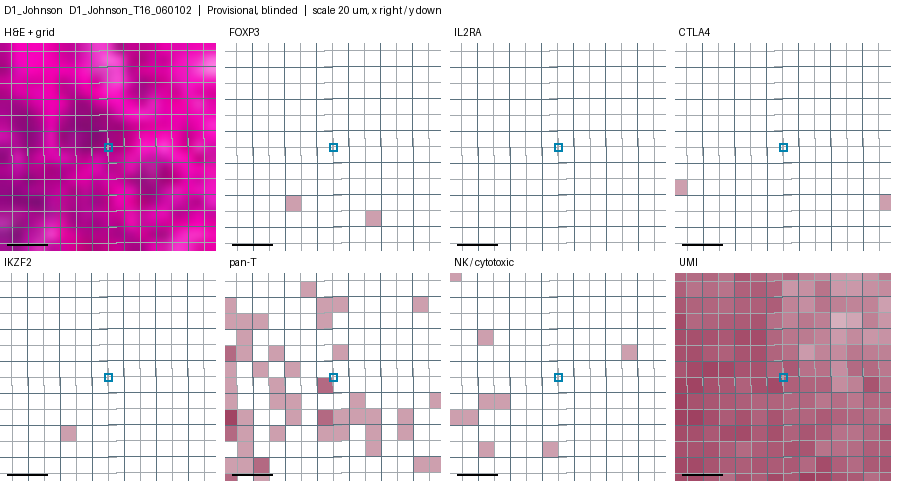 D1_Johnson D1_Johnson_T16_060102 | Provisional, blinded | scale 20 um, x right / y down
H&E + grid
FOXP3
IL2RA
CTLA4
IKZF2
pan-T
NK / cytotoxic
UMI